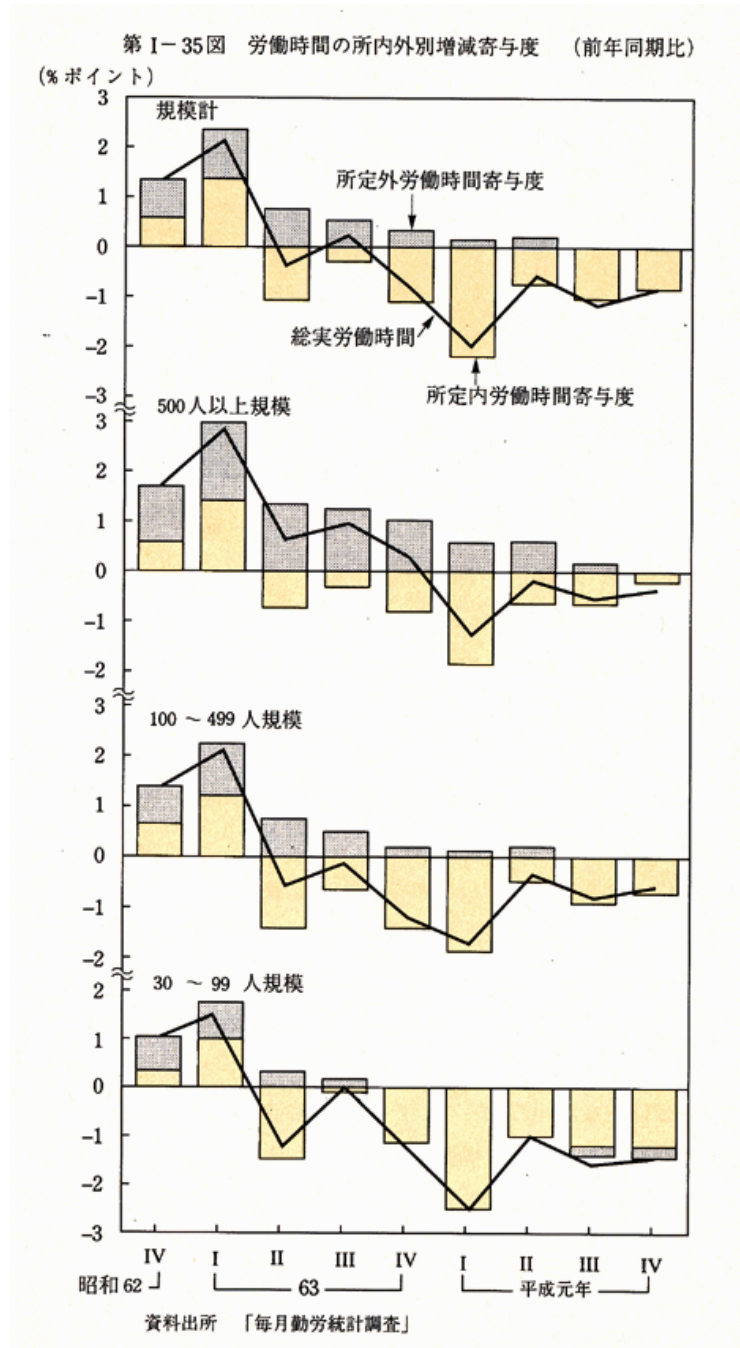 第 I-35図 労働時間の所内外別増減寄与度 (前年同期比)
(%ポイント)
3
規模計
2
所定外労働時間寄与度
1
0
-1
総実労働時間
-2
所定内労働時間寄与度
-3
500人以上規模
3
2
1
0
-1
-2
3
100 ~ 499 人規模
2
1
0
-1
-2
30 ~ 99 人規模
2
1
0
-1
-2
-3
IV I II III IV I II III IV
昭和62 63 平成元年
資料出所 「毎月勤労統計調査」